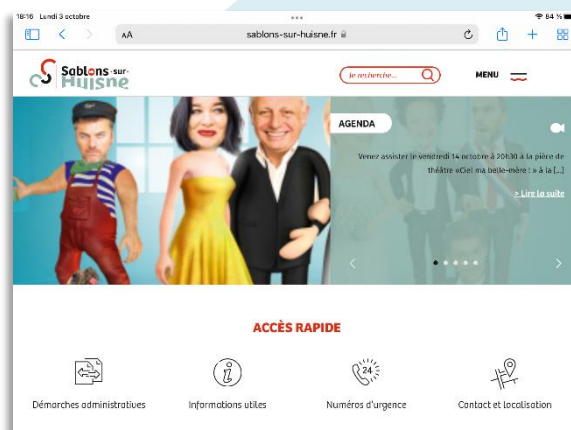 18:16 Lundi 3 octobre
84 %
AA
sablons-sur-huisne.fr
Sablons-sur-
Huisne
Je recherche...
MENU
AGENDA
Venez assister le vendredi 14 octobre à 20h30 à la pièce de
théâtre «Ciel ma belle-mère ! » à la [...]
> Lire la suite
ACCÈS RAPIDE
24
Démarches administratives
Informations utiles
Numéros d'urgence
Contact et localisation